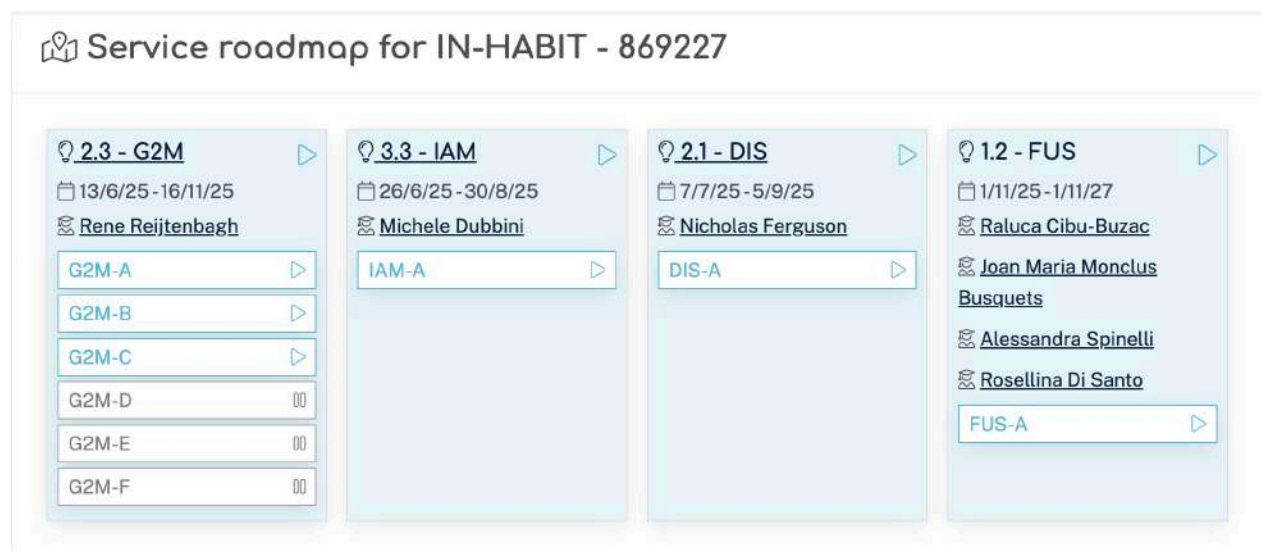 Service roadmap for IN-HABIT - 869227
2.3 - G2M
13/6/25 - 16/11/25
Rene Reijtenbagh
G2M-A
G2M-B
G2M-C
G2M-D
G2M-E
G2M-F
3.3 - IAM
26/6/25 - 30/8/25
Michele Dubbini
IAM-A
2.1 - DIS
7/7/25 - 5/9/25
Nicholas Ferguson
DIS-A
1.2 - FUS
1/11/25 - 1/11/27
Raluca Cibu-Buzac
Joan Maria Monclus
Busquets
Alessandra Spinelli
Rosellina Di Santo
FUS-A